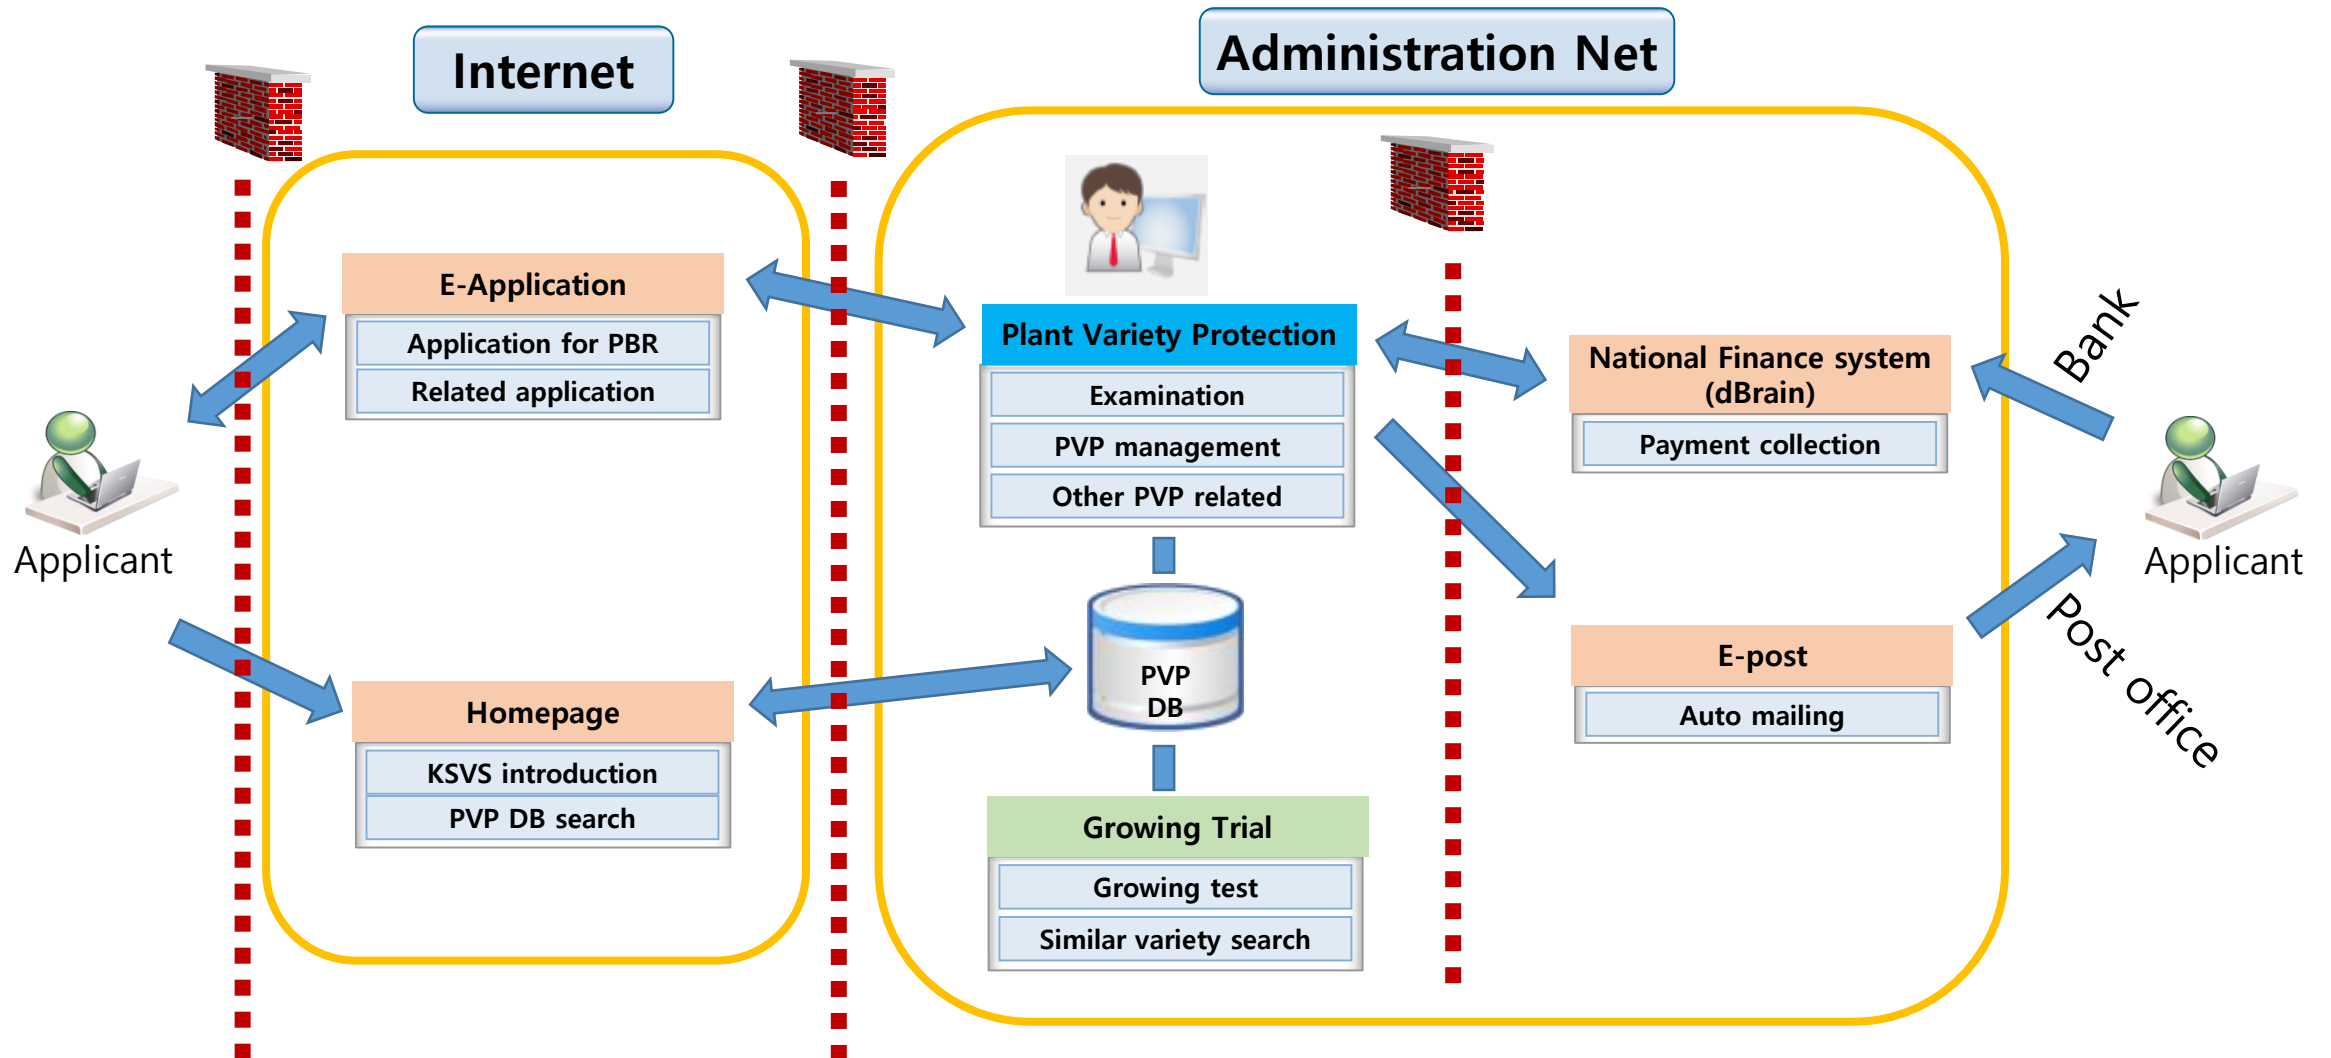 Internet
Administration Net
E-Application
Application for PBR
Related application
Applicant
Homepage
KSVS introduction
PVP DB search
Plant Variety Protection
Examination
PVP management
Other PVP related
PVP
DB
Growing Trial
Growing test
Similar variety search
National Finance system
(dBrain)
Payment collection
E-post
Auto mailing
Bank
Applicant
Post office